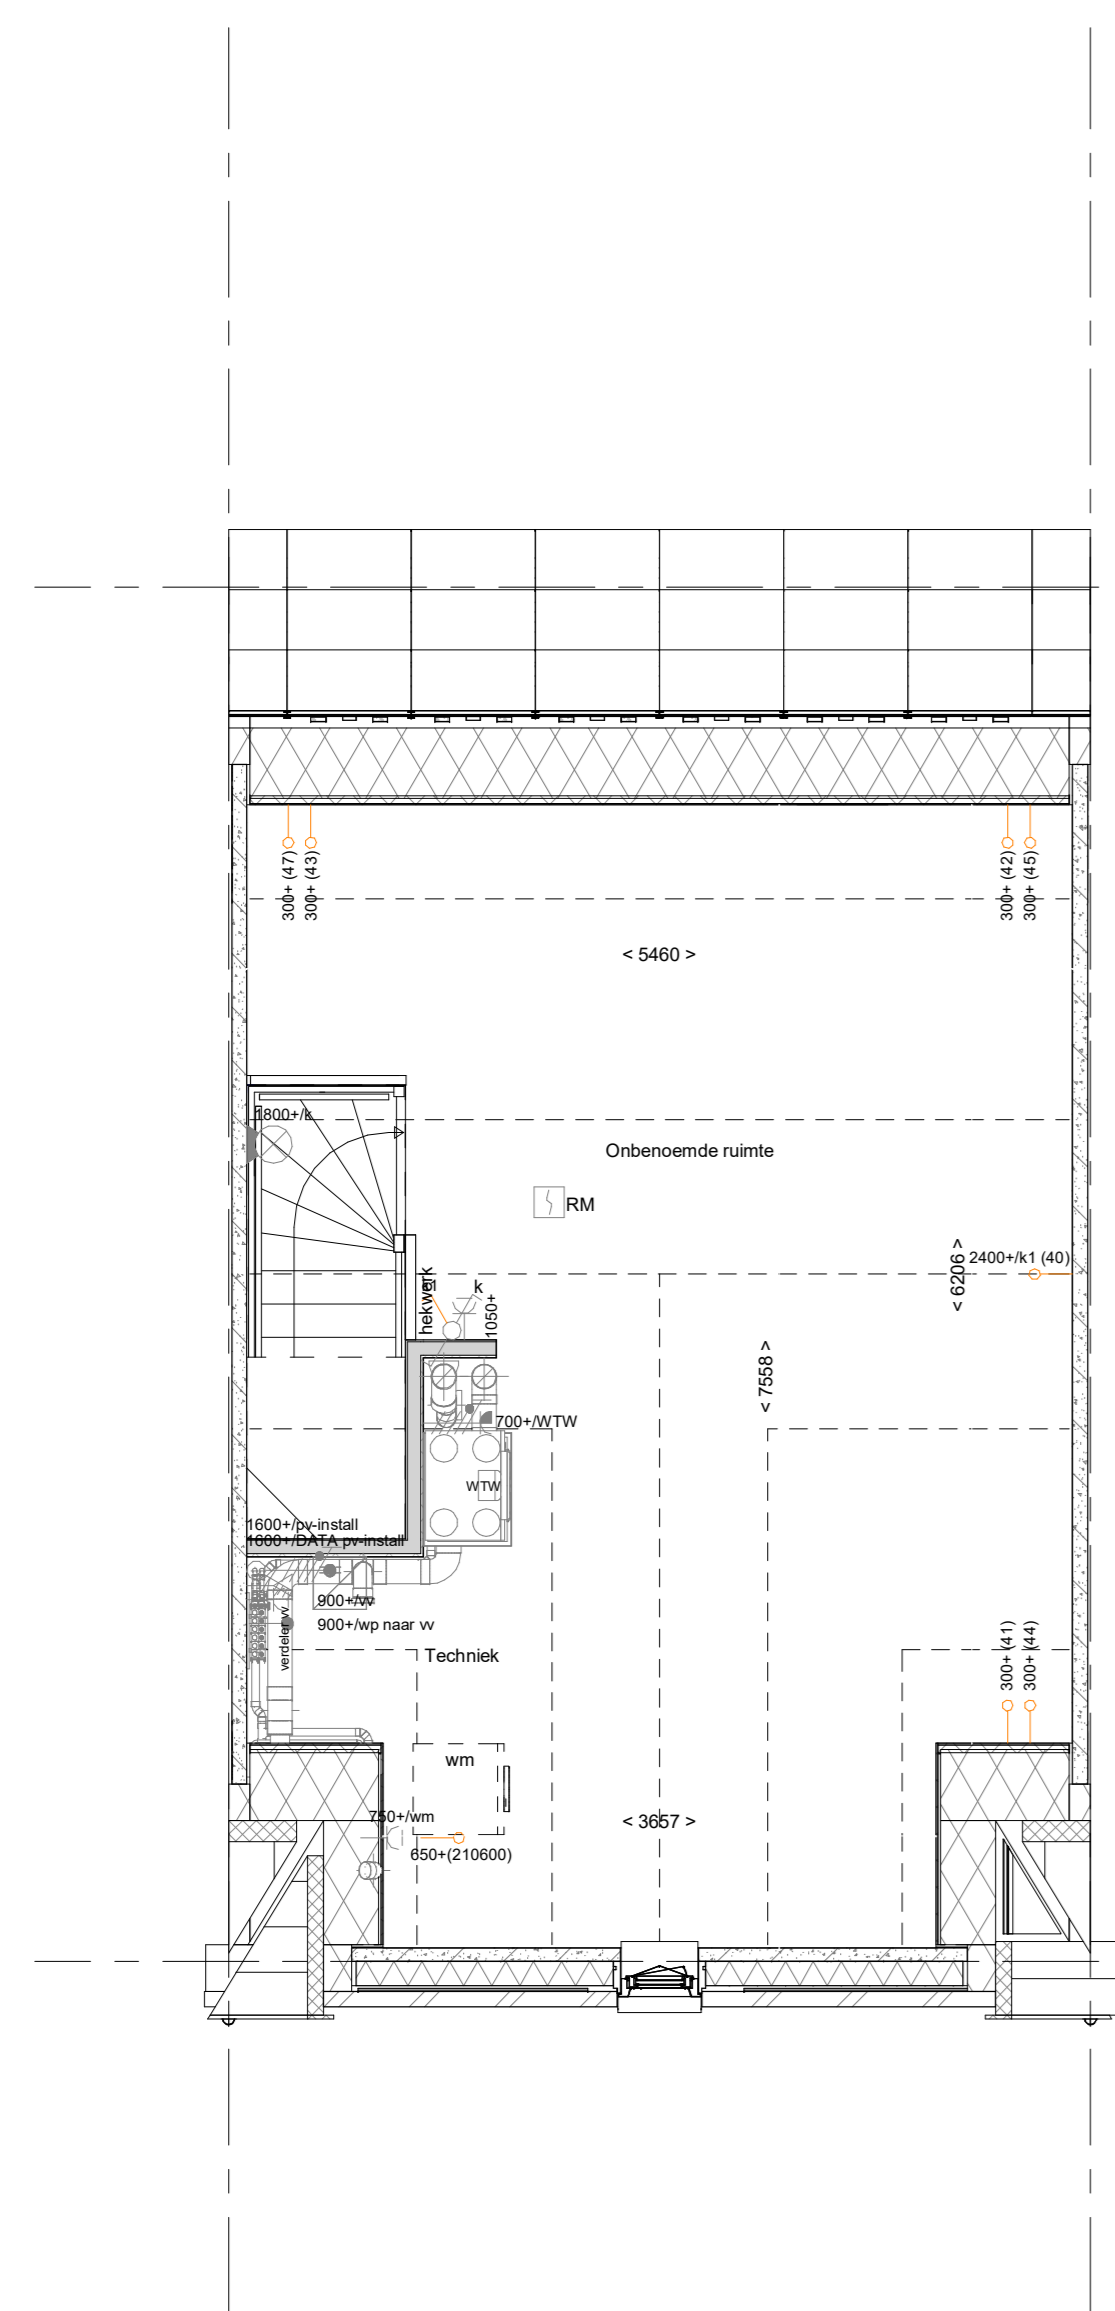 300+ (47)
300+ (43)
300+ (42)
300+ (45)
< 5460 >
1800+/k
Onbenoemde ruimte
RM
< 6206 >
2400+/k1 (40)
hekwerk
k
1050+
< 7558 >
700+/WTW
WTW
1600+/pv-install
1600+/DATA pv-install
900+/vv
900+/wp naar vv
verdeler vv
Techniek
300+ (41)
300+ (44)
wm
750+/wm
< 3657 >
650+(210600)